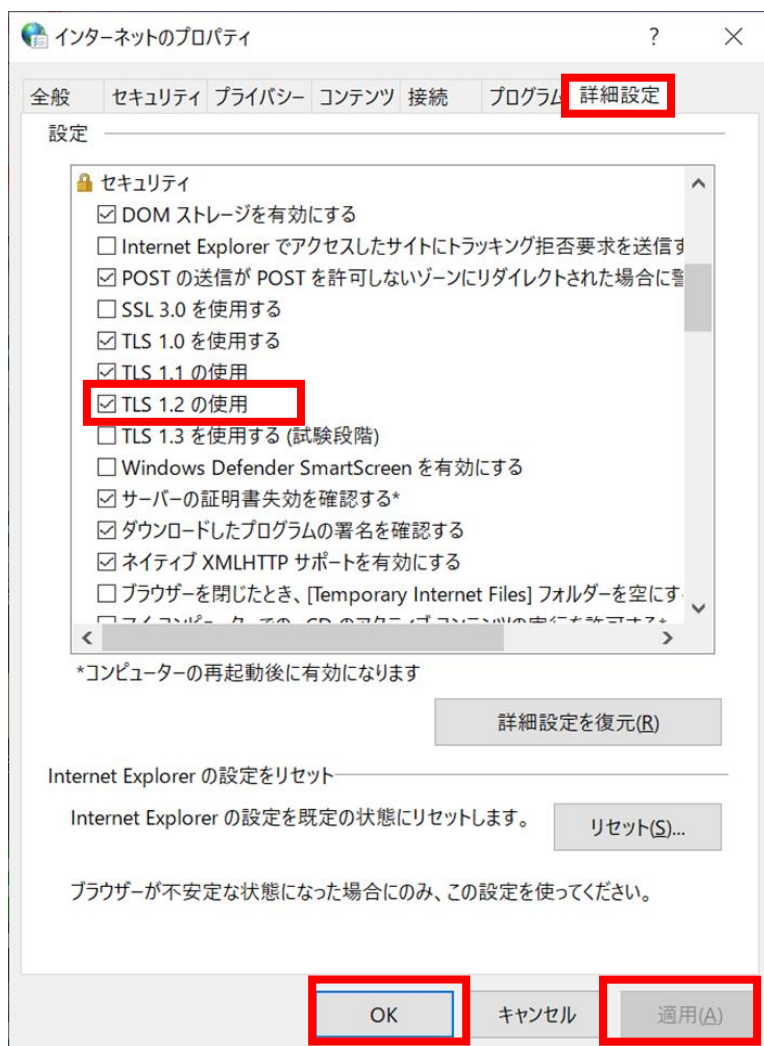 インターネットのプロパティ ? ×
全般 セキュリティ プライバシー コンテンツ 接続 プログラム 詳細設定
設定
セキュリティ
DOM ストレージを有効にする
Internet Explorer でアクセスしたサイトにトラッキング拒否要求を送信す
POST の送信が POST を許可しないゾーンにリダイレクトされた場合に警
SSL 3.0 を使用する
TLS 1.0 を使用する
TLS 1.1 の使用
TLS 1.2 の使用
TLS 1.3 を使用する (試験段階)
Windows Defender SmartScreen を有効にする
サーバーの証明書失効を確認する*
ダウンロードしたプログラムの署名を確認する
ネイティブ XMLHTTP サポートを有効にする
ブラウザーを閉じたとき、[Temporary Internet Files] フォルダーを空にす
*コンピューターの再起動後に有効になります
詳細設定を復元(R)
Internet Explorer の設定をリセット
Internet Explorer の設定を既定の状態にリセットします。
リセット(S)...
ブラウザーが不安定な状態になった場合にのみ、この設定を使ってください。
OK キャンセル 適用(A)